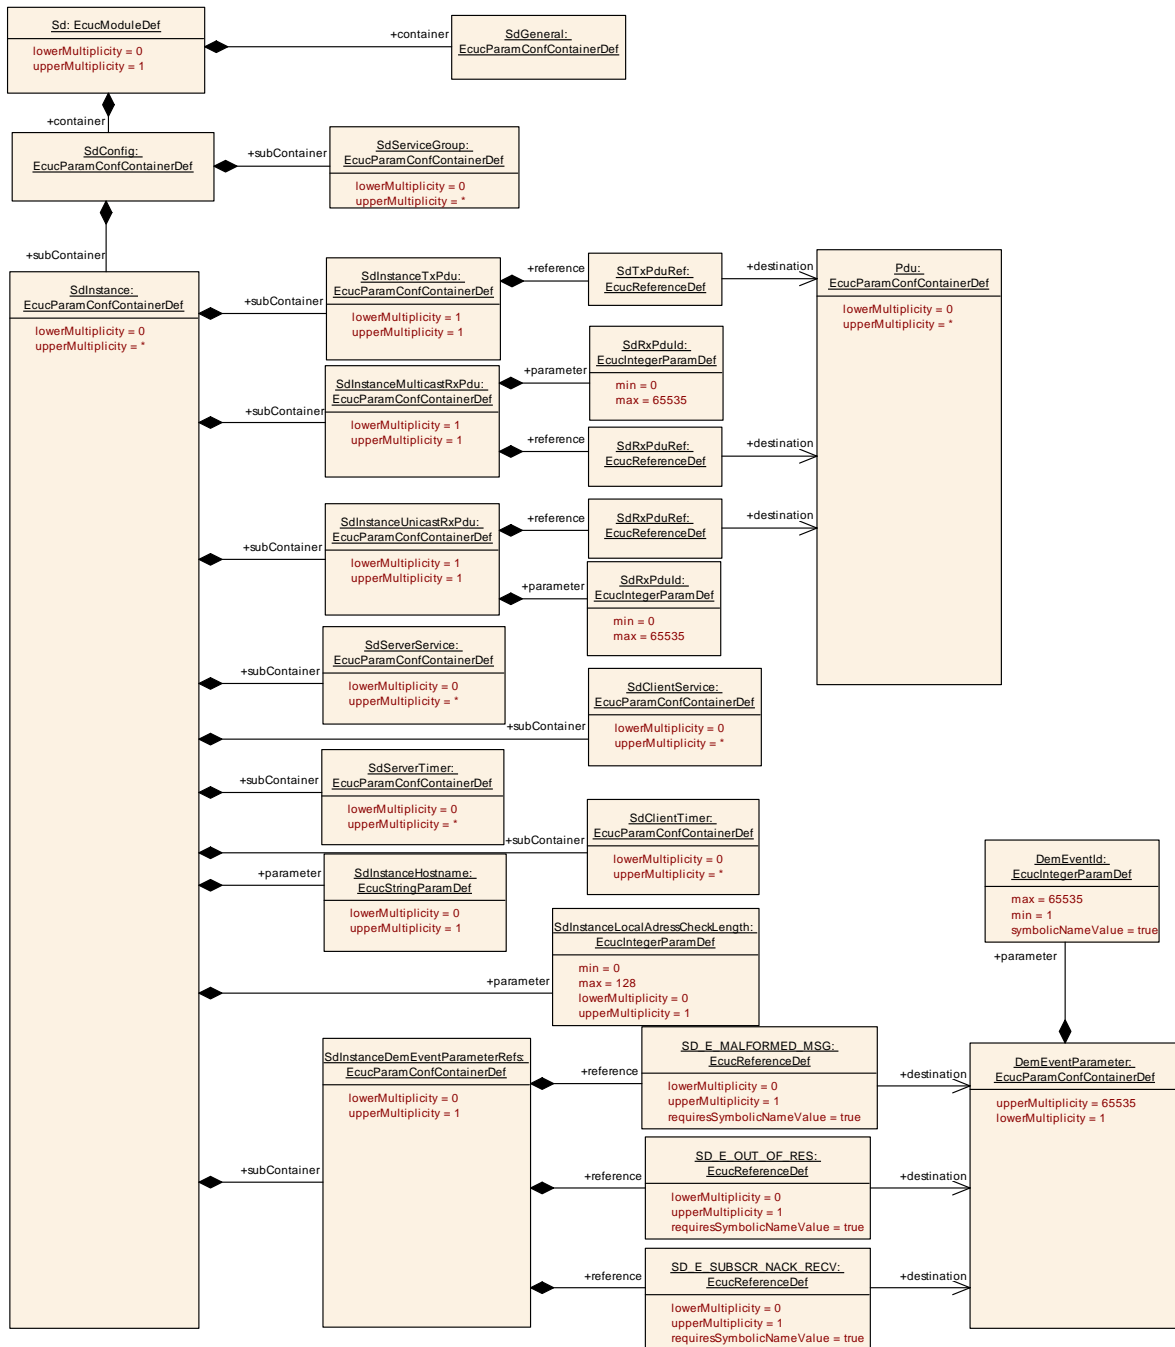 Sd: EcucModuleDef
lowerMultiplicity = 0
upperMultiplicity = 1
+container
SdGeneral:
EcucParamConfContainerDef
+container
SdConfig:
EcucParamConfContainerDef
+subContainer
SdServiceGroup:
EcucParamConfContainerDef
lowerMultiplicity = 0
upperMultiplicity = *
+subContainer
SdInstance:
EcucParamConfContainerDef
lowerMultiplicity = 0
upperMultiplicity = *
+subContainer
SdInstanceTxPdu:
EcucParamConfContainerDef
lowerMultiplicity = 1
upperMultiplicity = 1
+reference
SdTxPduRef:
EcucReferenceDef
+destination
Pdu:
EcucParamConfContainerDef
lowerMultiplicity = 0
upperMultiplicity = *
+subContainer
SdInstanceMulticastRxPdu:
EcucParamConfContainerDef
lowerMultiplicity = 1
upperMultiplicity = 1
+parameter
SdRxPduId:
EcucIntegerParamDef
min = 0
max = 65535
+reference
SdRxPduRef:
EcucReferenceDef
+destination
+subContainer
SdInstanceUnicastRxPdu:
EcucParamConfContainerDef
lowerMultiplicity = 1
upperMultiplicity = 1
+reference
SdRxPduRef:
EcucReferenceDef
+destination
+parameter
SdRxPduId:
EcucIntegerParamDef
min = 0
max = 65535
+subContainer
SdServerService:
EcucParamConfContainerDef
lowerMultiplicity = 0
upperMultiplicity = *
+subContainer
SdClientService:
EcucParamConfContainerDef
lowerMultiplicity = 0
upperMultiplicity = *
+subContainer
SdServerTimer:
EcucParamConfContainerDef
lowerMultiplicity = 0
upperMultiplicity = *
+subContainer
SdClientTimer:
EcucParamConfContainerDef
lowerMultiplicity = 0
upperMultiplicity = *
+parameter
SdInstanceHostname:
EcucStringParamDef
lowerMultiplicity = 0
upperMultiplicity = 1
+parameter
SdInstanceLocalAdressCheckLength:
EcucIntegerParamDef
min = 0
max = 128
lowerMultiplicity = 0
upperMultiplicity = 1
DemEventId:
EcucIntegerParamDef
max = 65535
min = 1
symbolicNameValue = true
+parameter
+subContainer
SdInstanceDemEventParameterRefs:
EcucParamConfContainerDef
lowerMultiplicity = 0
upperMultiplicity = 1
+reference
SD_E_MALFORMED_MSG:
EcucReferenceDef
lowerMultiplicity = 0
upperMultiplicity = 1
requiresSymbolicNameValue = true
+destination
DemEventParameter:
EcucParamConfContainerDef
upperMultiplicity = 65535
lowerMultiplicity = 1
+reference
SD_E_OUT_OF_RES:
EcucReferenceDef
lowerMultiplicity = 0
upperMultiplicity = 1
requiresSymbolicNameValue = true
+destination
+reference
SD_E_SUBSCR_NACK_RECV:
EcucReferenceDef
lowerMultiplicity = 0
upperMultiplicity = 1
requiresSymbolicNameValue = true
+destination